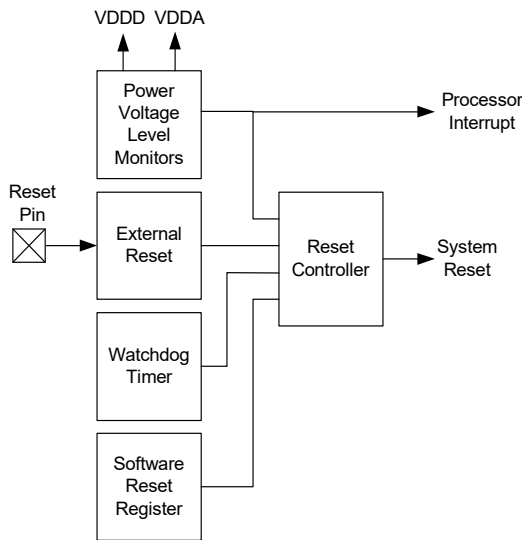 VDDD VDDA
Power
Voltage
Level
Monitors
Processor
Interrupt
Reset
Pin
External
Reset
Reset
Controller
System
Reset
Watchdog
Timer
Software
Reset
Register